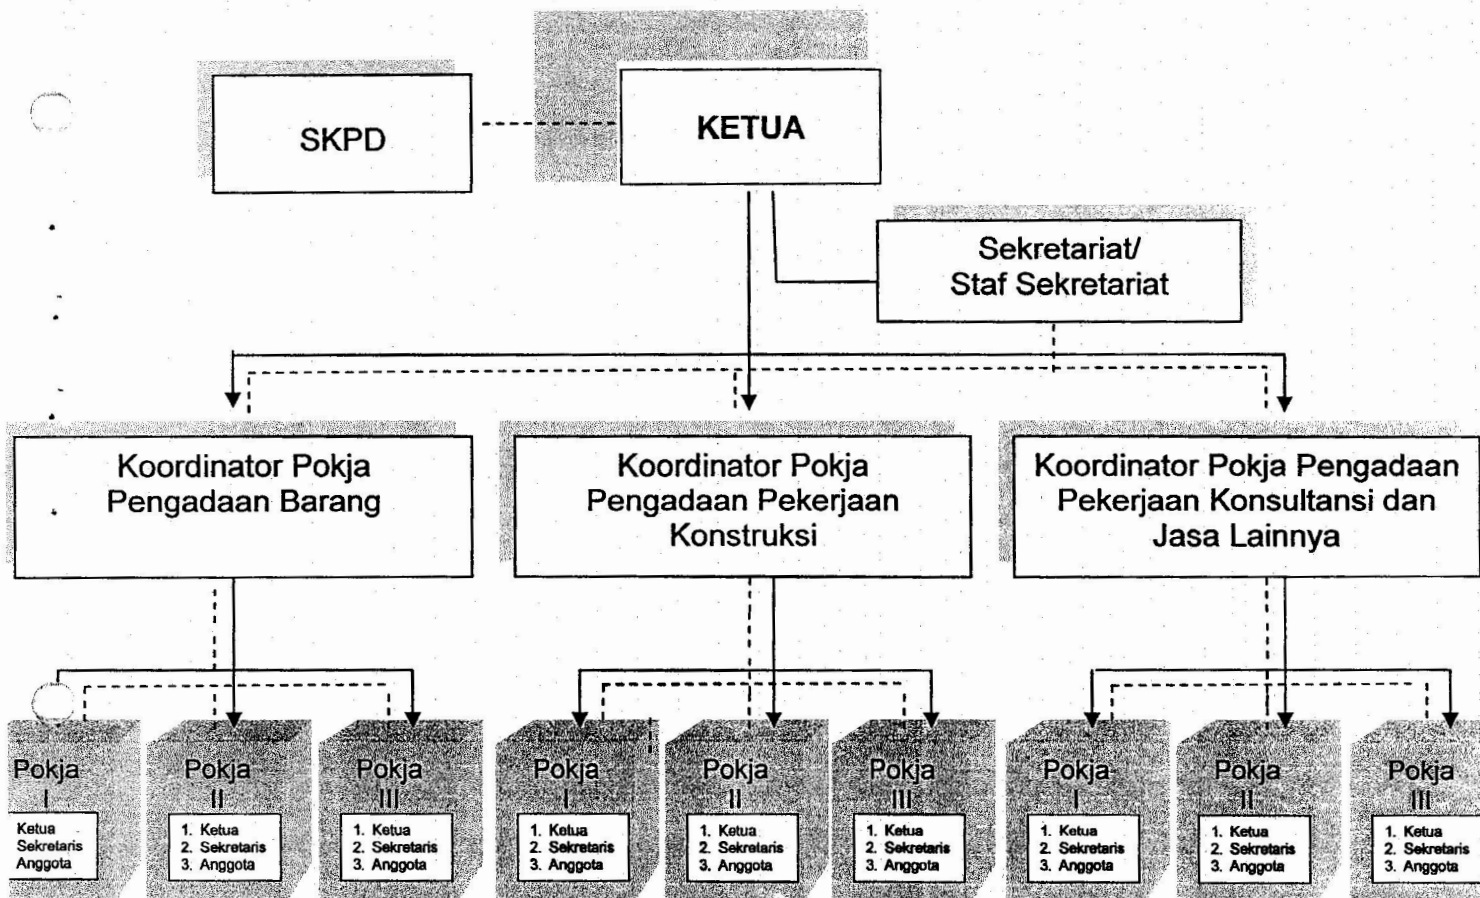 SKPD
KETUA
Sekretariat/
Staf Sekretariat
Koordinator Pokja
Pengadaan Barang
Koordinator Pokja
Pengadaan Pekerjaan
Konstruksi
Koordinator Pokja Pengadaan
Pekerjaan Konsultansi dan
Jasa Lainnya
Pokja
I
Ketua
Sekretaris
Anggota
Pokja
II
1. Ketua
2. Sekretaris
3. Anggota
Pokja
III
1. Ketua
2. Sekretaris
3. Anggota
Pokja
I
1. Ketua
2. Sekretaris
3. Anggota
Pokja
II
1. Ketua
2. Sekretaris
3. Anggota
Pokja
III
1. Ketua
2. Sekretaris
3. Anggota
Pokja
I
1. Ketua
2. Sekretaris
3. Anggota
Pokja
II
1. Ketua
2. Sekretaris
3. Anggota
Pokja
III
1. Ketua
2. Sekretaris
3. Anggota